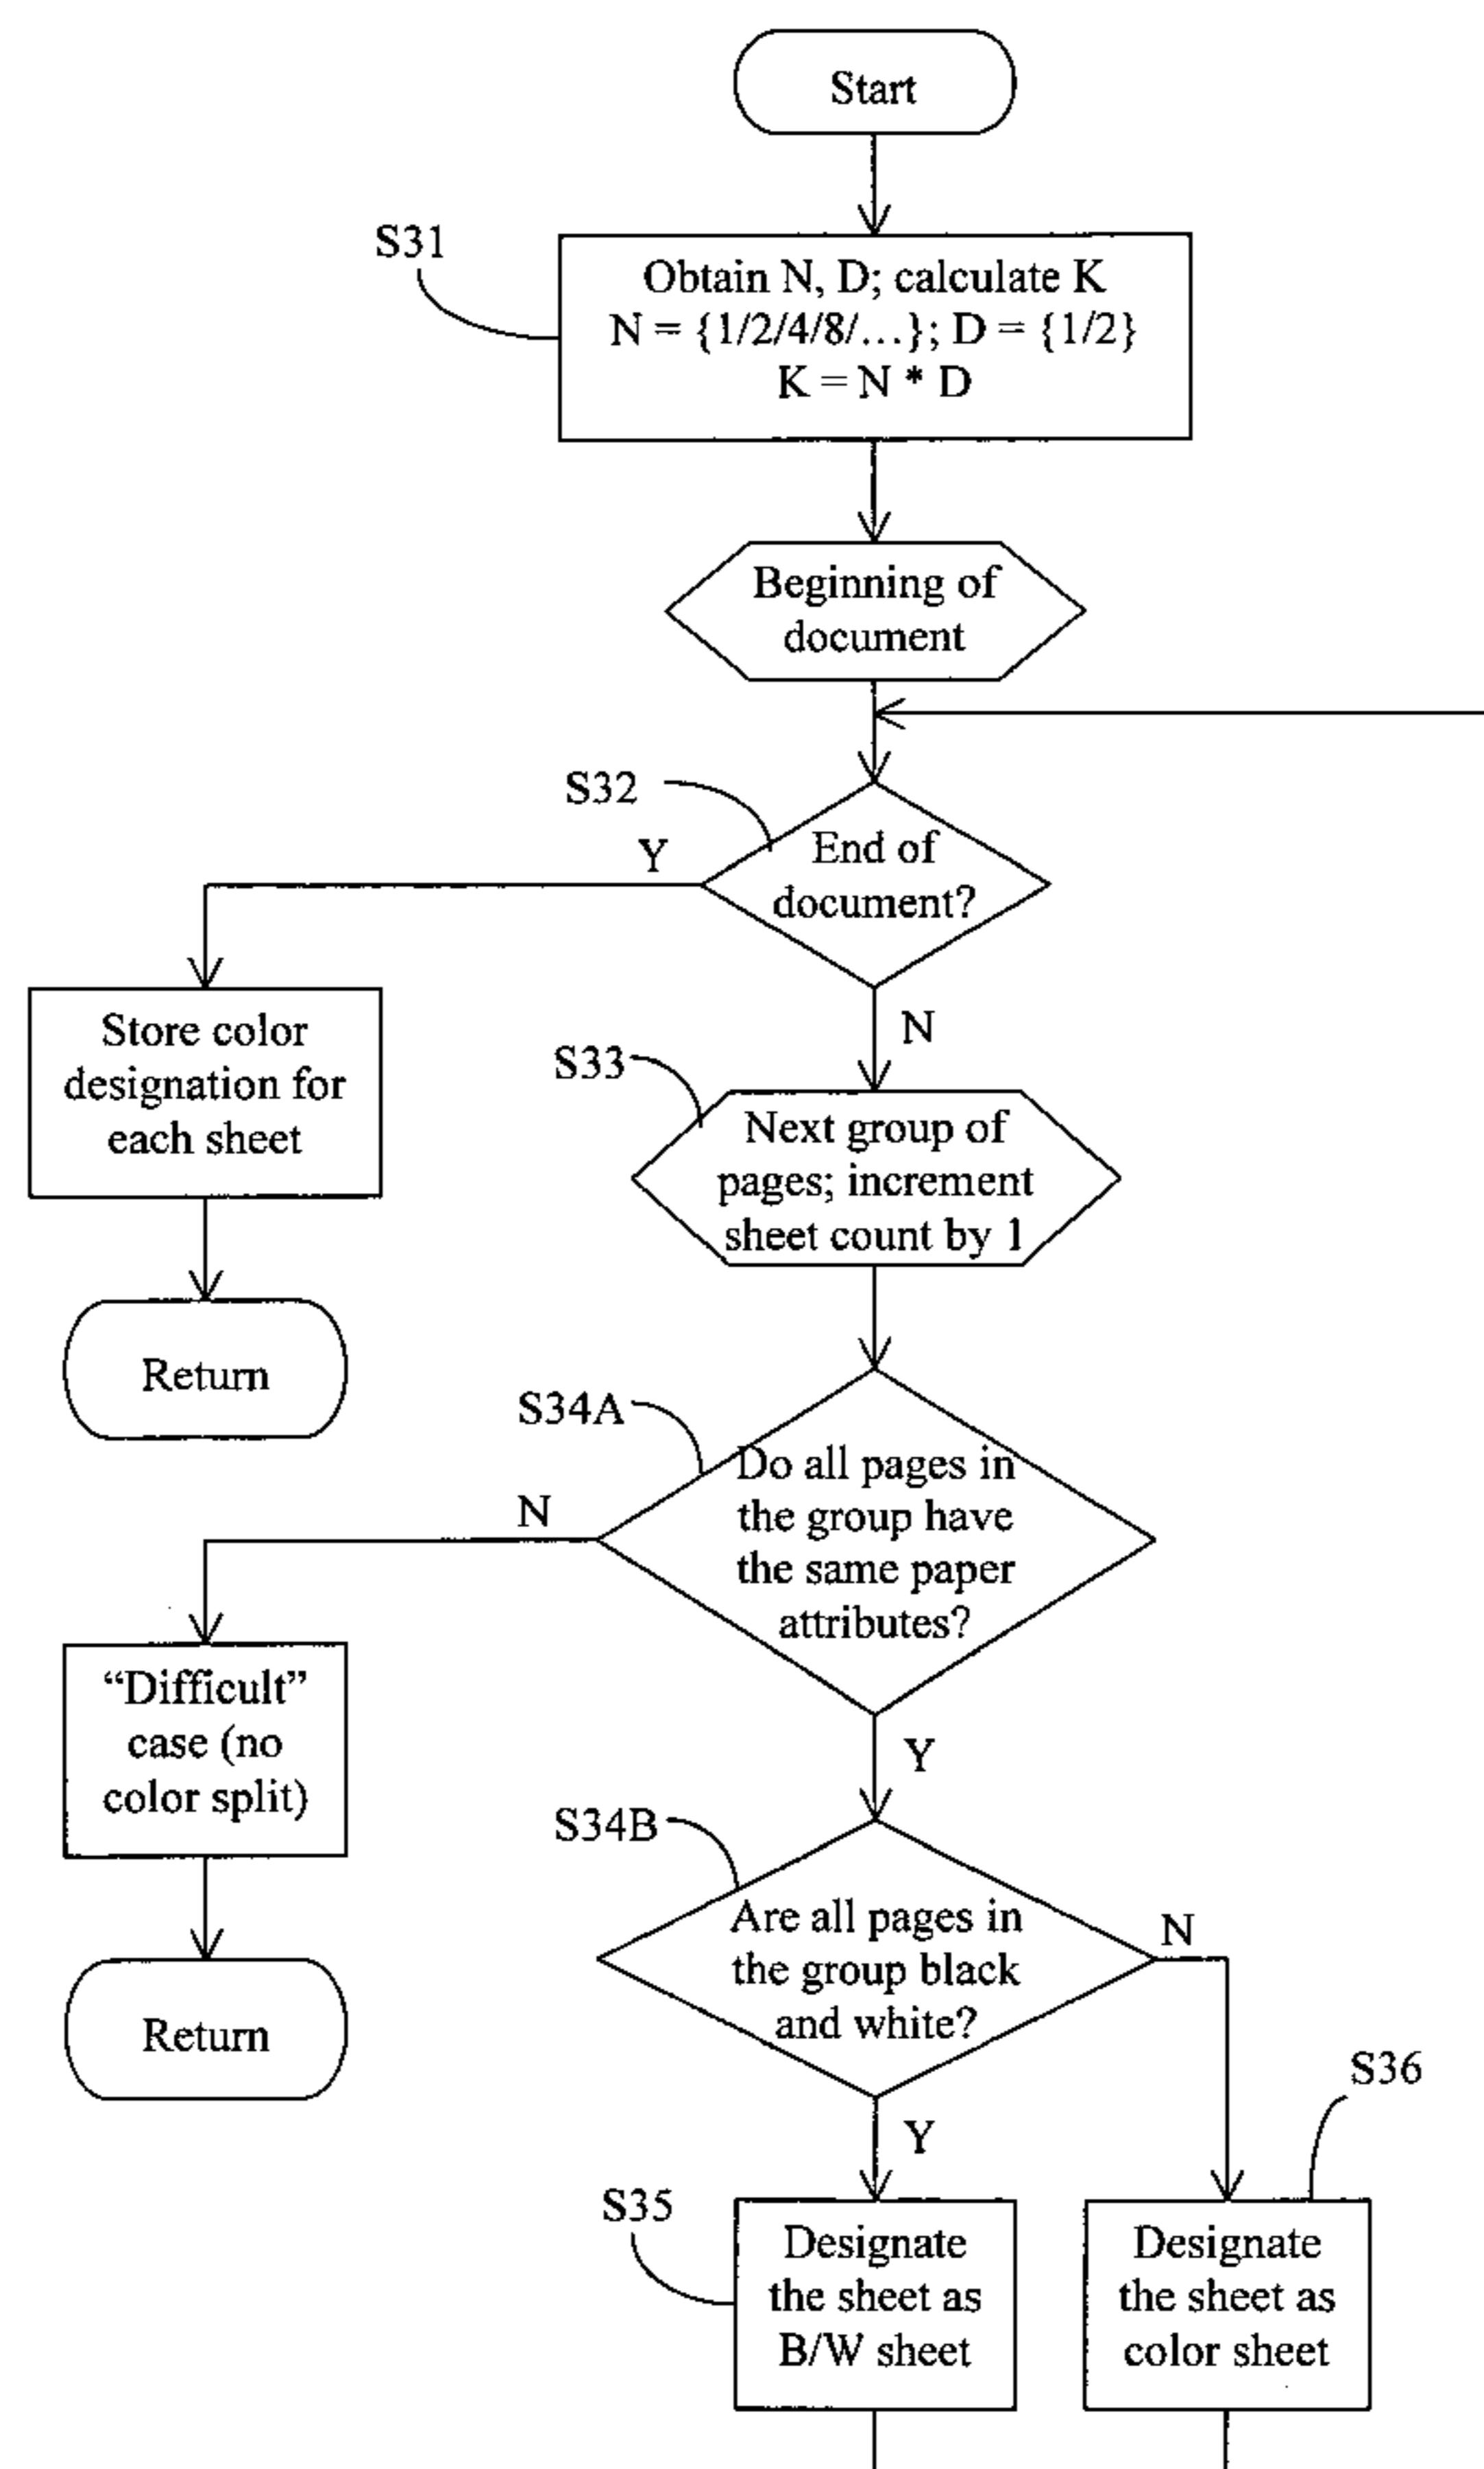 Start
S31
Obtain N, D; calculate K
N = {1/2/4/8/...}; D = {1/2}
K = N * D
Beginning of
document
S32
Y
End of
document?
N
Store color
designation for
each sheet
S33
Next group of
pages; increment
sheet count by 1
Return
S34A
Do all pages in
the group have
the same paper
attributes?
N
Y
“Difficult”
case (no
color split)
Return
S34B
Are all pages in
the group black
and white?
N
Y
S36
S35
Designate
the sheet as
B/W sheet
Designate
the sheet as
color sheet